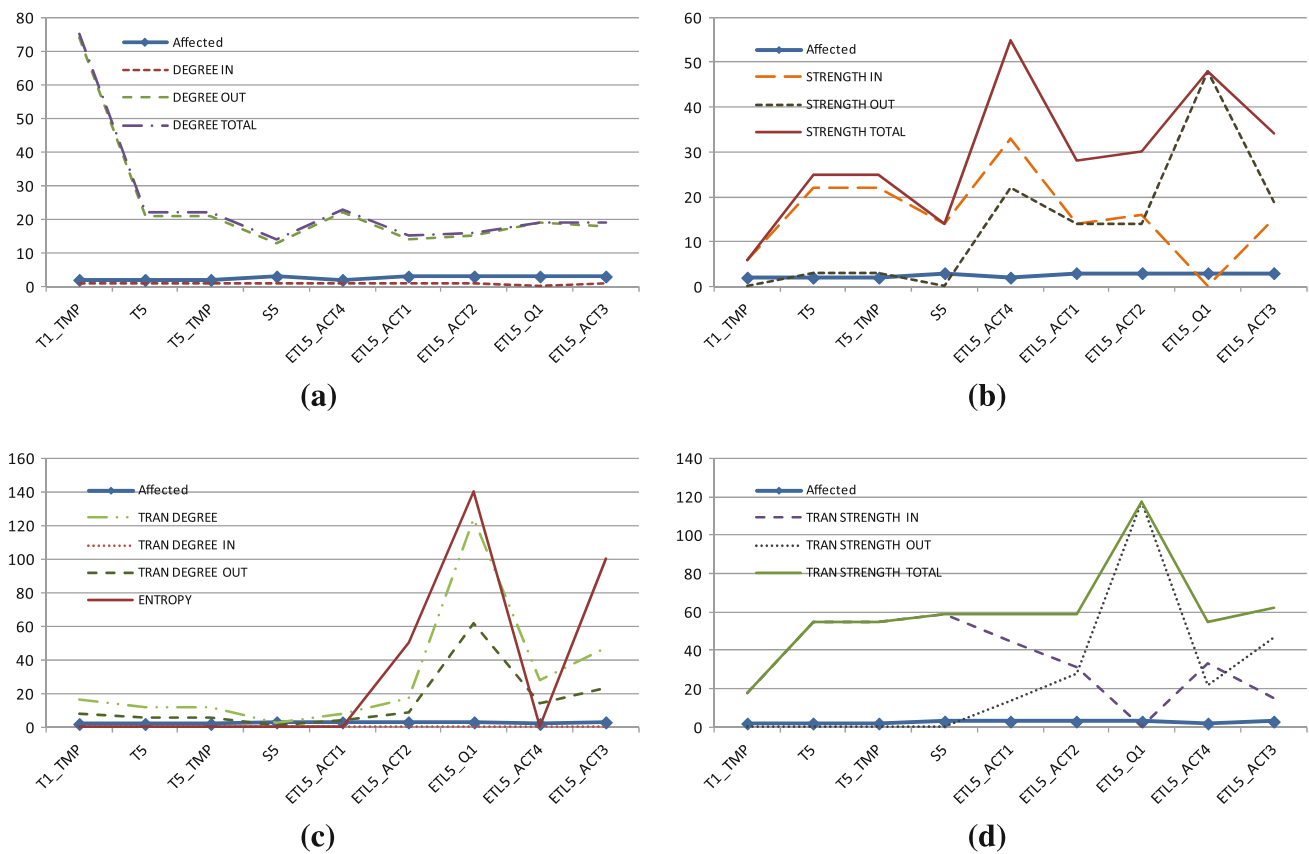 80
70
60
50
40
30
20
10
0
Affected
DEGREE IN
DEGREE OUT
DEGREE TOTAL
T1_TMP
T5
T5_TMP
S5
ETL5_ACT4
ETL5_ACT1
ETL5_ACT2
ETL5_Q1
ETL5_ACT3
(a)
60
50
40
30
20
10
0
Affected
STRENGTH IN
STRENGTH OUT
STRENGTH TOTAL
T1_TMP
T5
T5_TMP
S5
ETL5_ACT4
ETL5_ACT1
ETL5_ACT2
ETL5_Q1
ETL5_ACT3
(b)
160
140
120
100
80
60
40
20
0
Affected
TRAN DEGREE
TRAN DEGREE IN
TRAN DEGREE OUT
ENTROPY
T1_TMP
T5
T5_TMP
S5
ETL5_ACT1
ETL5_ACT2
ETL5_Q1
ETL5_ACT4
ETL5_ACT3
(c)
140
120
100
80
60
40
20
0
Affected
TRAN STRENGTH IN
TRAN STRENGTH OUT
TRAN STRENGTH TOTAL
T1_TMP
T5
T5_TMP
S5
ETL5_ACT1
ETL5_ACT2
ETL5_Q1
ETL5_ACT4
ETL5_ACT3
(d)